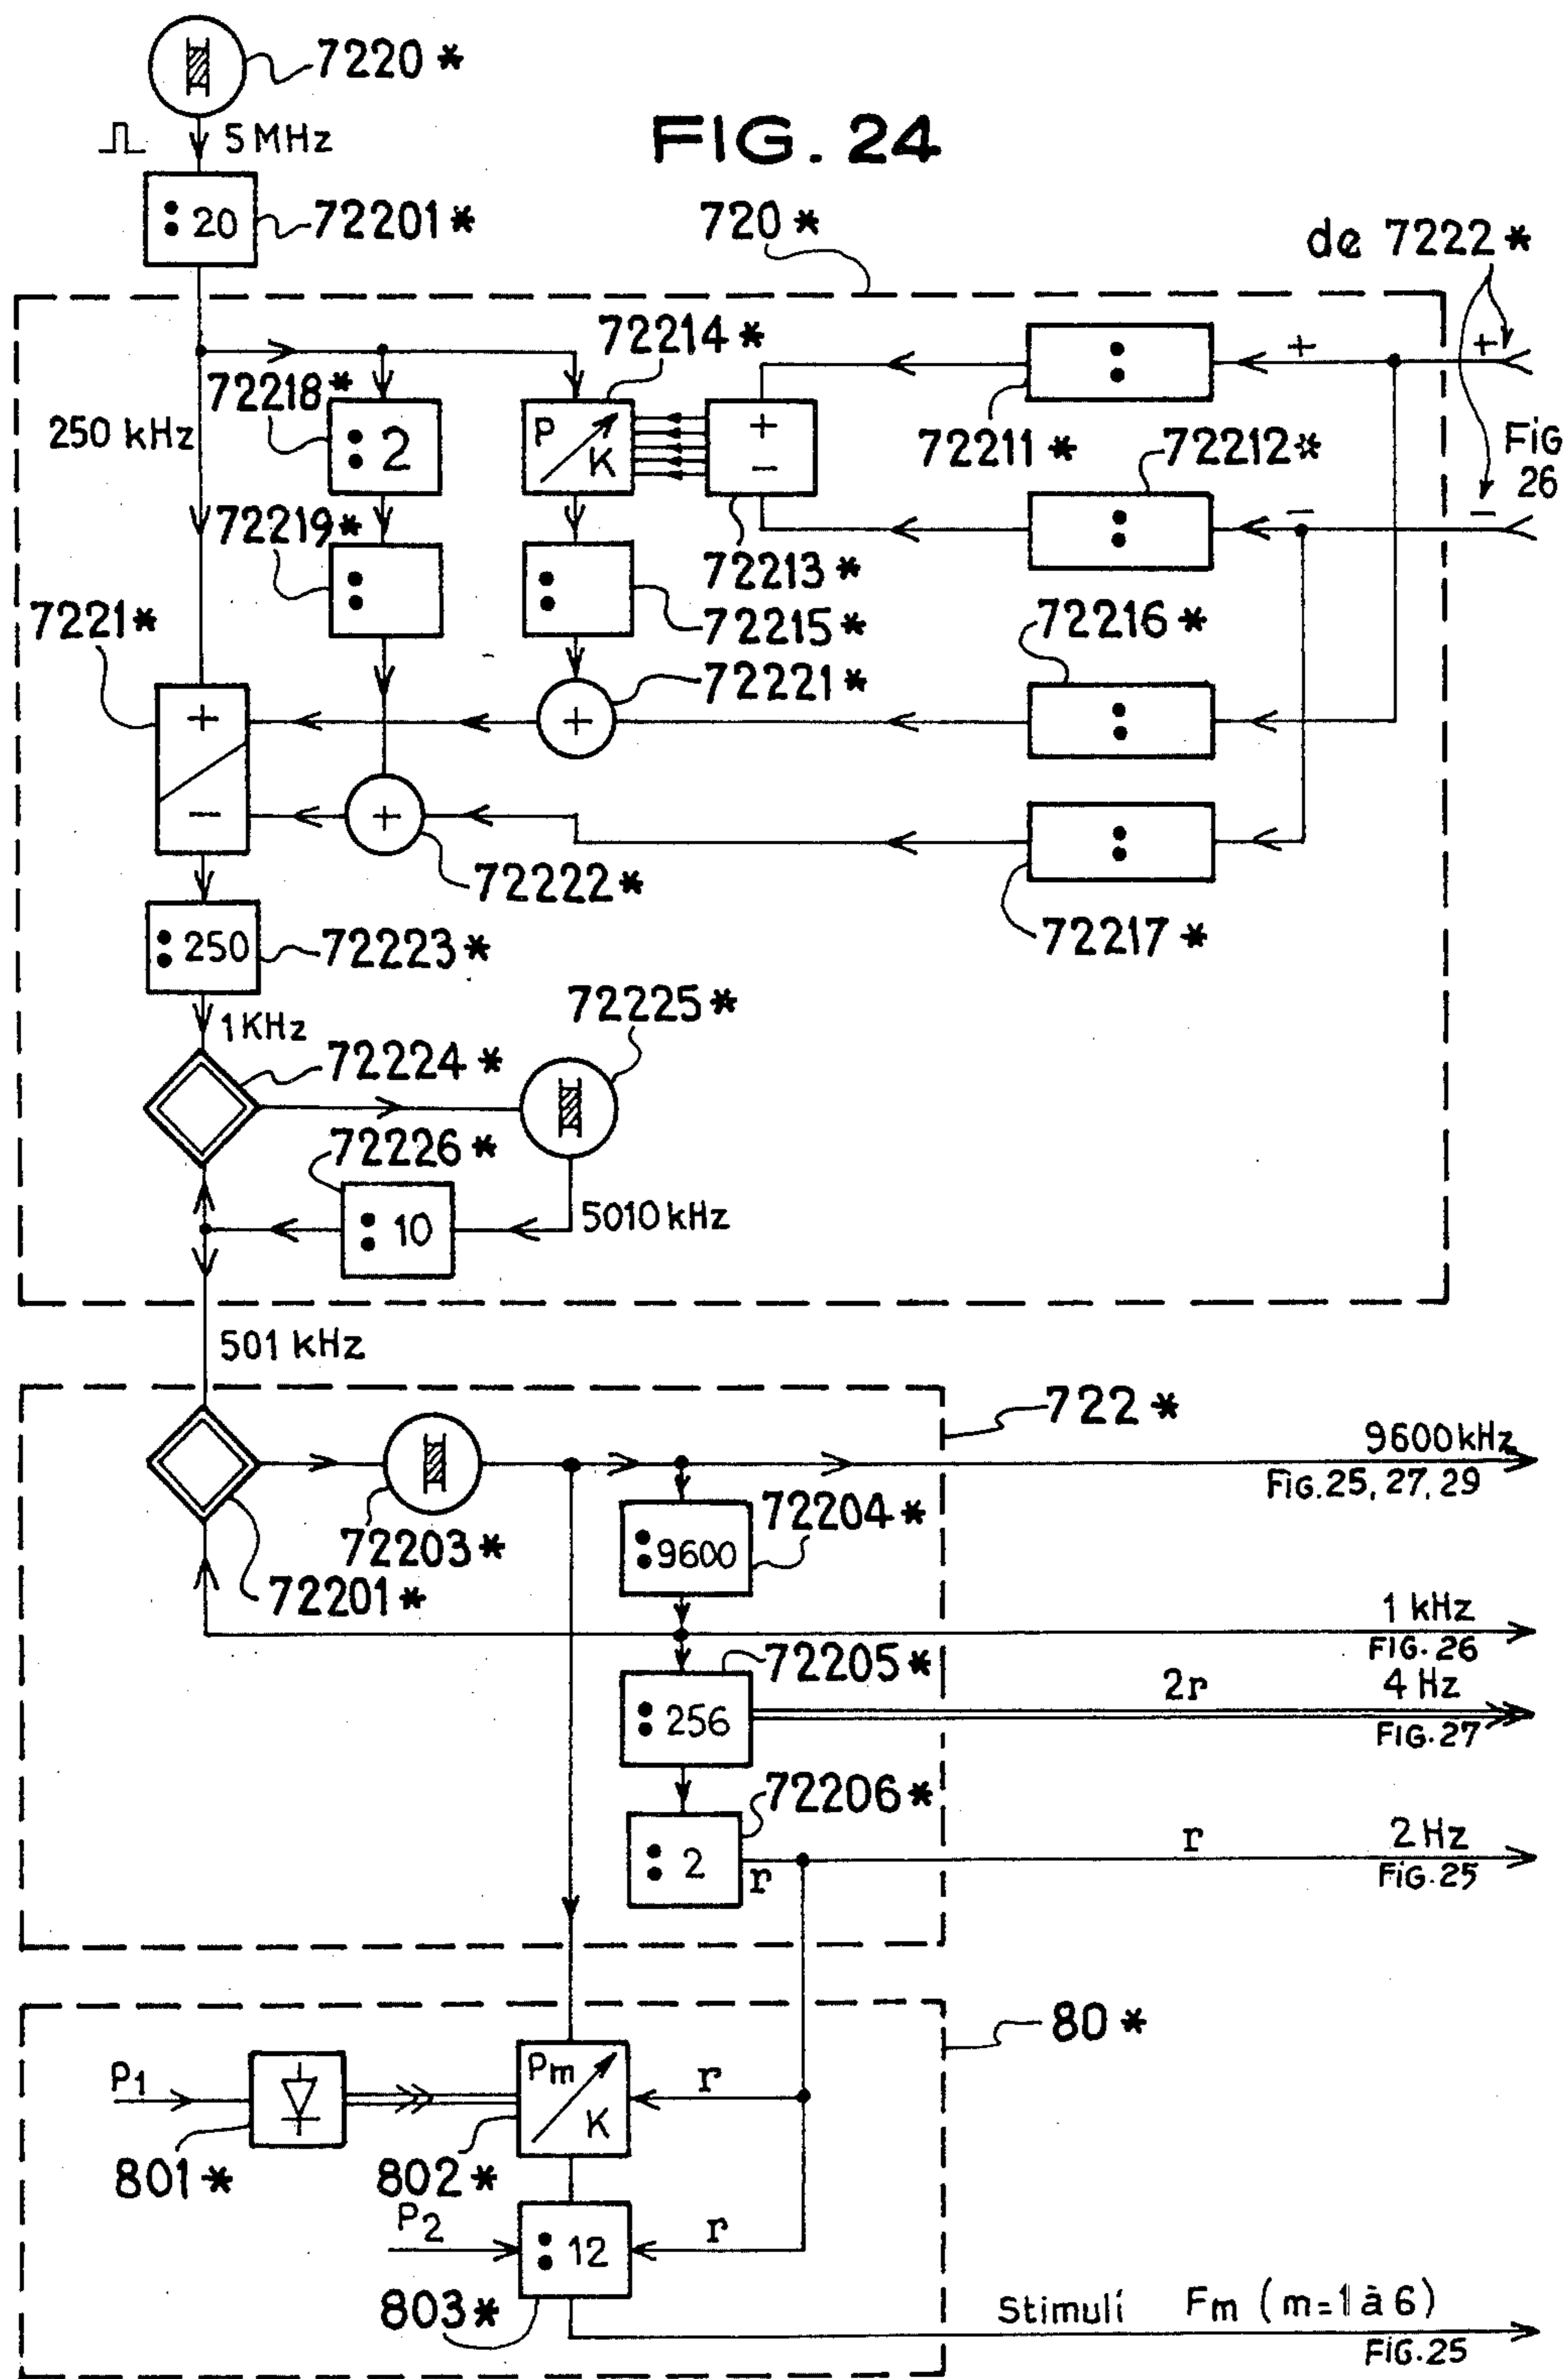 7220*
5 MHz
FIG. 24
: 20
72201*
720*
de 7222*
72214*
+
+
:
72218*
250 kHz
: 2
P
K
+
−
72211*
72212*
FIG
26
−
−
:
72219*
:
:
72213*
72215*
7221*
72216*
72221*
+
+
:
−
+
:
72222*
72217*
: 250
72223*
72225*
1KHz
72224*
72226*
: 10
5010 kHz
501 kHz
722*
9600 kHz
FIG. 25, 27, 29
72204*
72203*
: 9600
72201*
1 kHz
FIG. 26
72205*
2r
4 Hz
: 256
FIG. 27
72206*
r
2 Hz
: 2
r
FIG. 25
80*
P1
Pm
K
r
801*
802*
P2
: 12
r
803*
Stimuli Fm (m=1 à 6)
FIG. 25